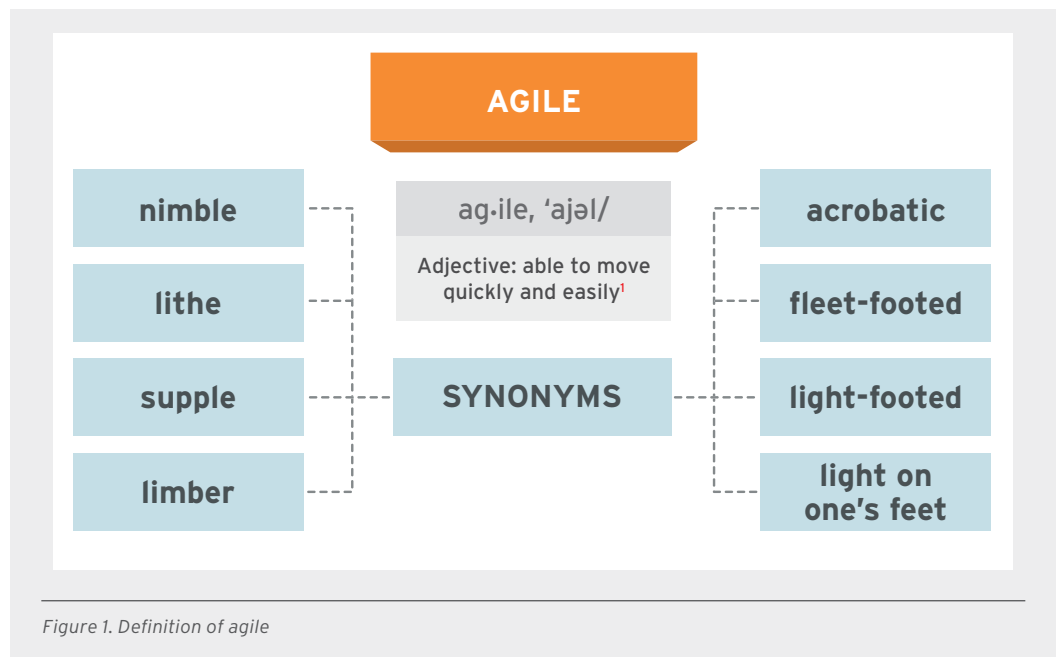 AGILE
ag•ile, ‘ajəl/
Adjective: able to move
quickly and easily¹
nimble
lithe
supple
limber
SYNONYMS
acrobatic
fleet-footed
light-footed
light on
one’s feet
Figure 1. Definition of agile